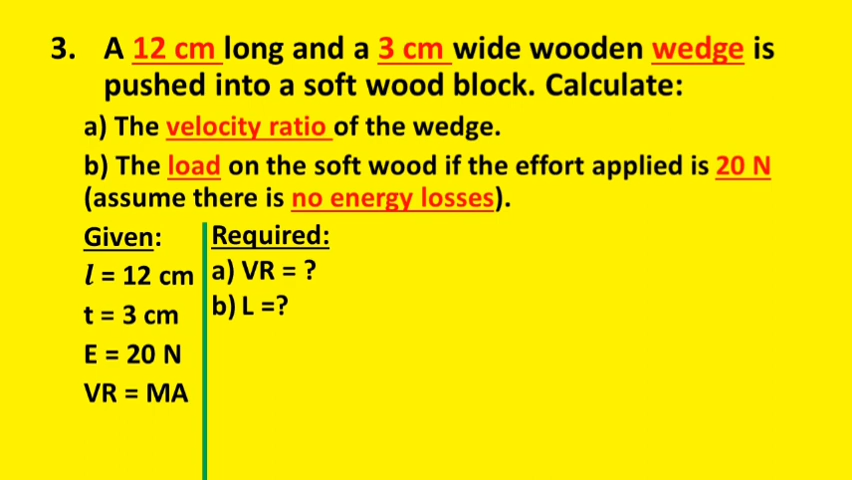 3. A 12 cm long and a 3 cm wide wooden wedge is
pushed into a soft wood block. Calculate:
a) The velocity ratio of the wedge.
b) The load on the soft wood if the effort applied is 20 N
(assume there is no energy losses).
Given:
l = 12 cm
t = 3 cm
E = 20 N
VR = MA
Required:
a) VR = ?
b) L =?